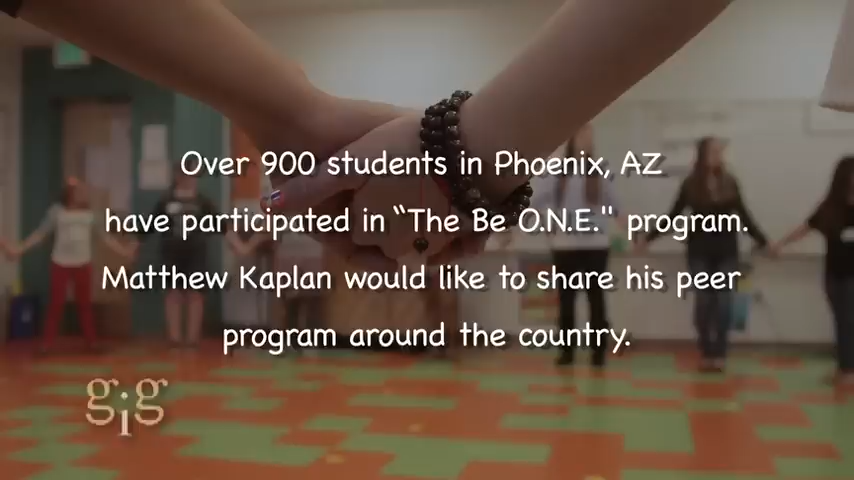 Over 900 students in Phoenix, AZ
have participated in “The Be O.N.E." program.
Matthew Kaplan would like to share his peer
program around the country.
gig